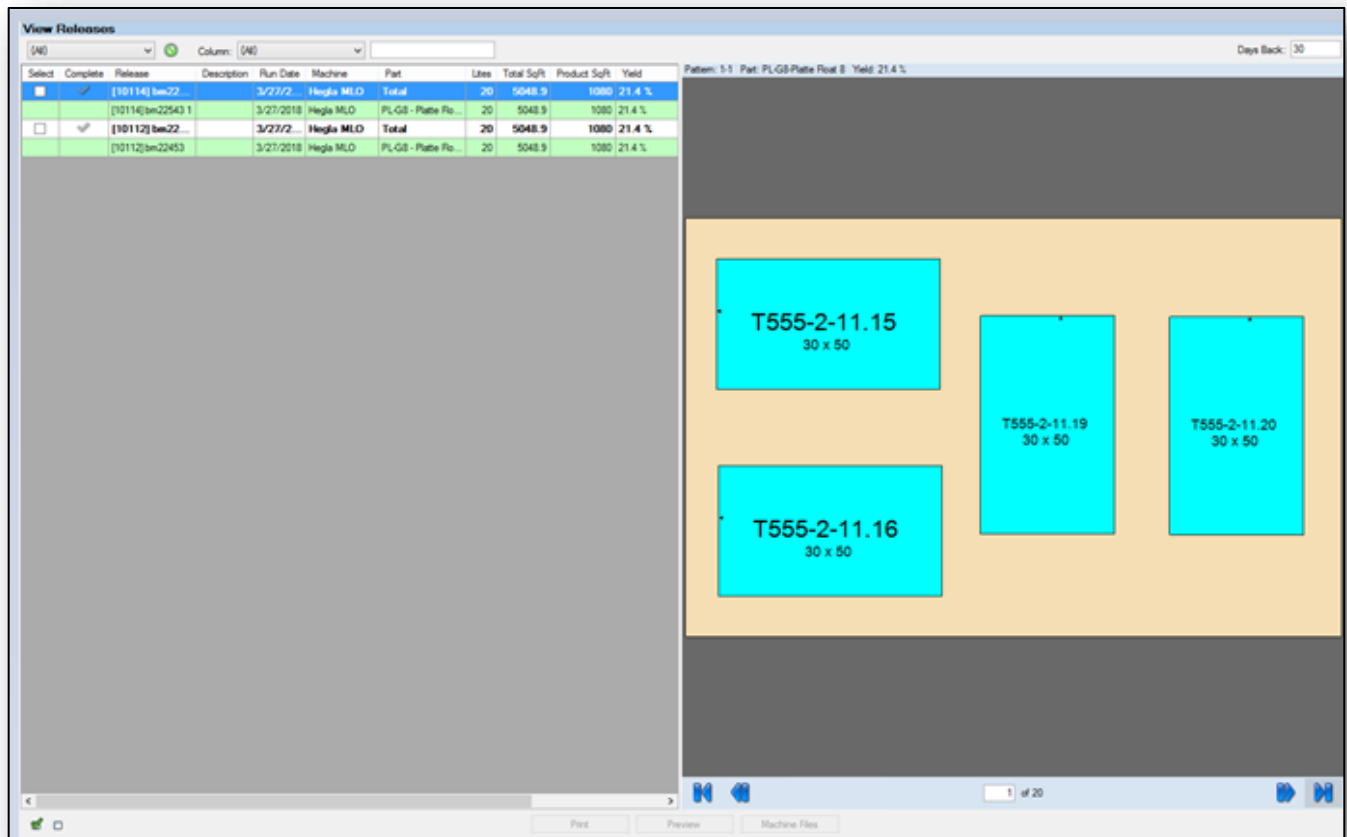 View Releases
(All) Column: (All) Days Back: 30
Select Complete Release Description Run Date Machine Part Lites Total Sqft Product Sqft Yield
[10114] bm22... 3/27/2... Hegla MLO Total 20 5048.9 1080 21.4 %
[10114] bm22543 1 3/27/2018 Hegla MLO PL-G8 - Platte Flo... 20 5048.9 1080 21.4 %
[10112] bm22... 3/27/2... Hegla MLO Total 20 5048.9 1080 21.4 %
[10112] bm22453 3/27/2018 Hegla MLO PL-G8 - Platte Flo... 20 5048.9 1080 21.4 %
Pattern: 1-1 Part: PL-G8-Platte Float 8 Yield: 21.4 %
T555-2-11.15
30 x 50
T555-2-11.19
30 x 50
T555-2-11.20
30 x 50
T555-2-11.16
30 x 50
1 of 20
Print Preview Machine Files